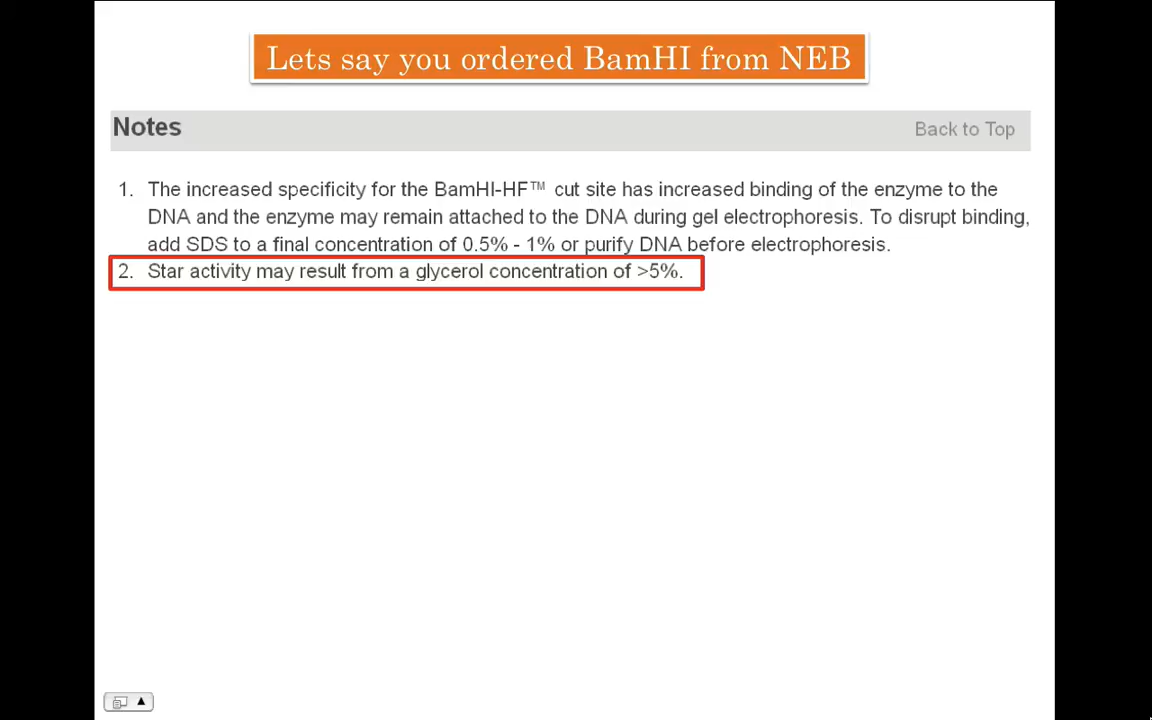 Lets say you ordered BamHI from NEB
Notes
Back to Top
1. The increased specificity for the BamHI-HF™ cut site has increased binding of the enzyme to the
DNA and the enzyme may remain attached to the DNA during gel electrophoresis. To disrupt binding,
add SDS to a final concentration of 0.5% - 1% or purify DNA before electrophoresis.
2. Star activity may result from a glycerol concentration of >5%.